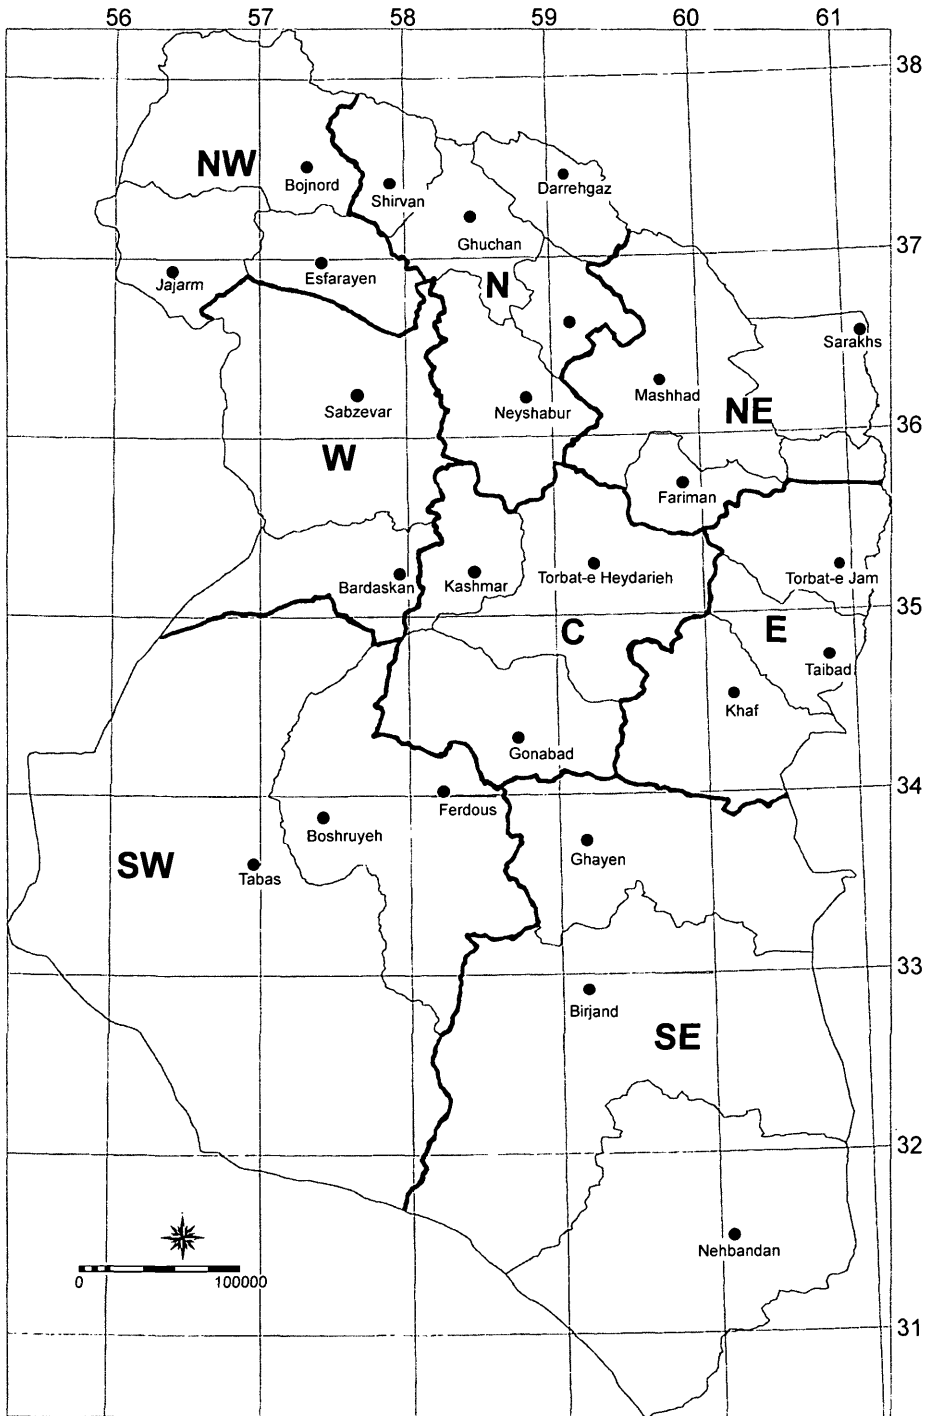 56 57 58 59 60 61
38
NW
Bojnord
Shirvan
Darrehgaz
Ghuchan
37
Jajarm
Esfarayen
N
Sarakhs
Mashhad
Sabzevar
Neyshabur
NE
36
W
Fariman
Bardaskan
Kashmar
Torbat-e Heydarieh
Torbat-e Jam
35
C
E
Taibad
Khaf
Gonabad
34
Ferdous
Boshruyeh
SW
Tabas
Ghayen
33
Birjand
SE
32
Nehbandan
0 100000
31